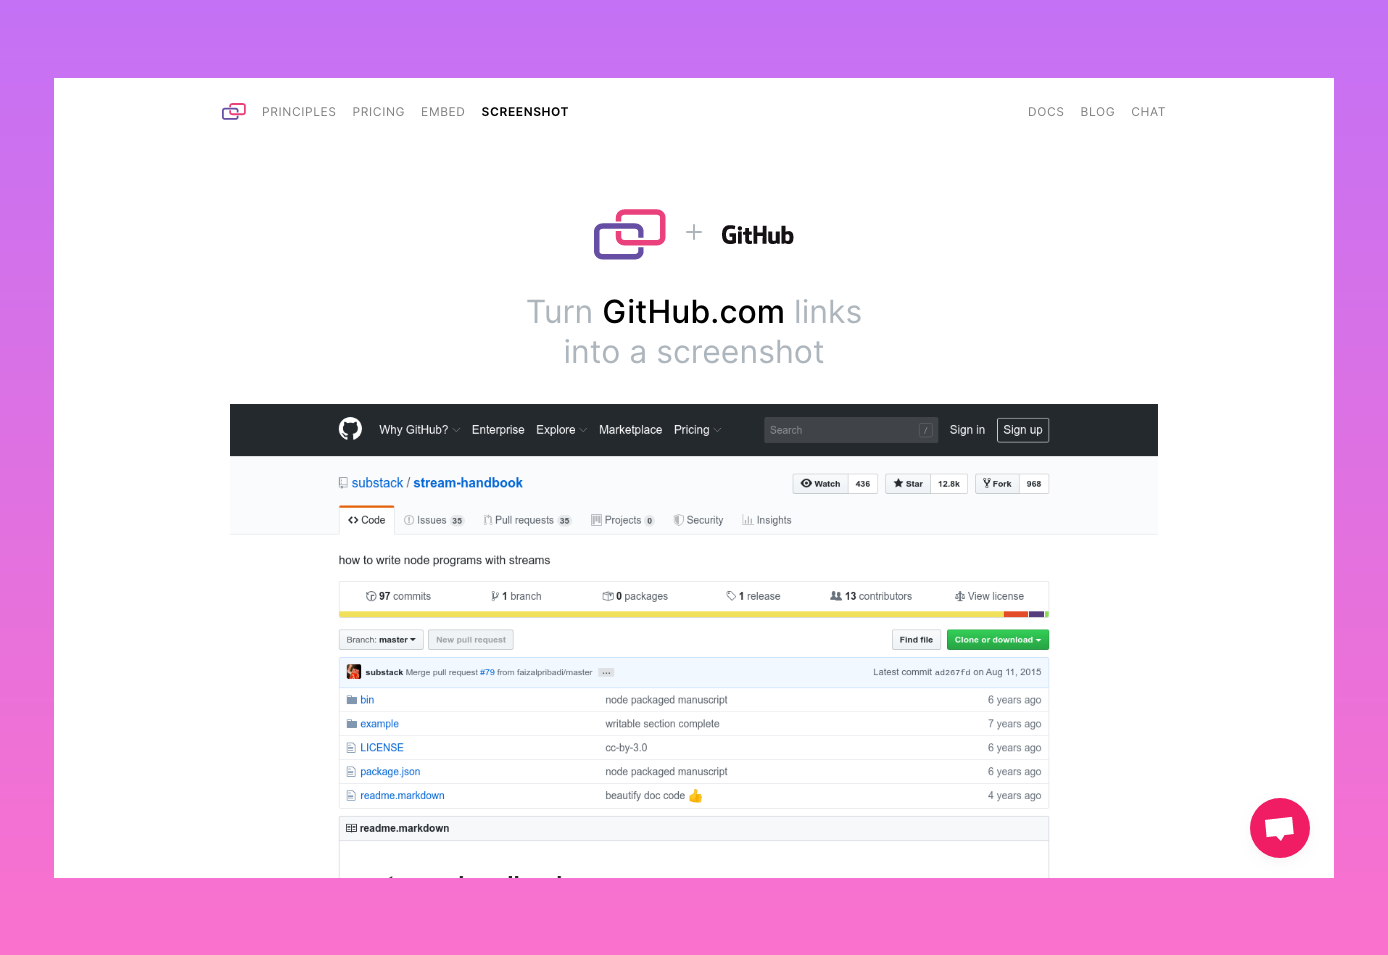 PRINCIPLES PRICING EMBED SCREENSHOT DOCS BLOG CHAT
+ GitHub
Turn GitHub.com links
into a screenshot
Why GitHub? Enterprise Explore Marketplace Pricing Search / Sign in Sign up
substack / stream-handbook Watch 436 Star 12.8k Fork 968
Code Issues 35 Pull requests 35 Projects 0 Security Insights
how to write node programs with streams
97 commits 1 branch 0 packages 1 release 13 contributors View license
Branch: master New pull request Find file Clone or download
substack Merge pull request #79 from faizalpribadi/master ... Latest commit ad267fd on Aug 11, 2015
bin node packaged manuscript 6 years ago
example writable section complete 7 years ago
LICENSE cc-by-3.0 6 years ago
package.json node packaged manuscript 6 years ago
readme.markdown beautify doc code 👍 4 years ago
readme.markdown